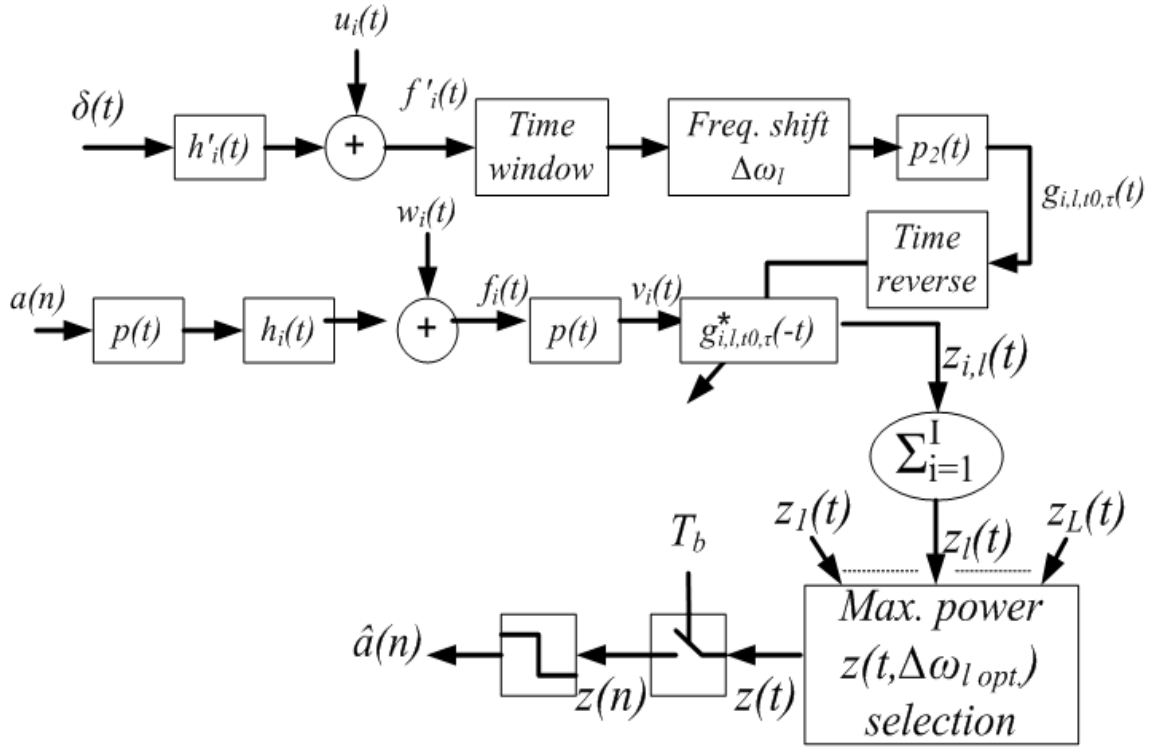 u_i(t)
δ(t)
h'_i(t)
+
f'_i(t)
Time
window
Freq. shift
Δω_l
p_2(t)
g_{i,l,t0,τ}(t)
Time
reverse
w_i(t)
a(n)
p(t)
h_i(t)
+
f_i(t)
p(t)
v_i(t)
g^*_{i,l,t0,τ}(-t)
z_{i,l}(t)
Σ^I_{i=1}
z_1(t)
z_l(t)
z_L(t)
T_b
Max. power
z(t,Δω_{l opt.})
selection
z(t)
z(n)
â(n)